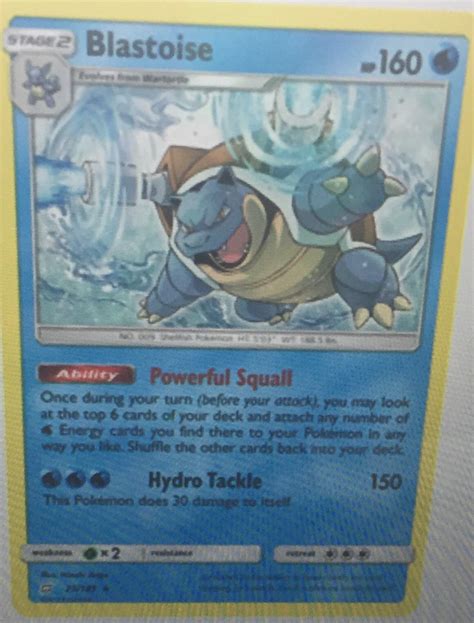 STAGE2 Blastoise HP160
Evolves from Wartortle
NO. 009 Shellfish Pokémon HT: 5'03" WT: 188.5 lbs.
Ability Powerful Squall
Once during your turn (before your attack), you may look
at the top 6 cards of your deck and attach any number of
Energy cards you find there to your Pokémon in any
way you like. Shuffle the other cards back into your deck.
Hydro Tackle 150
This Pokémon does 30 damage to itself.
weakness ×2 resistance retreat
Illus.
25/181 ★